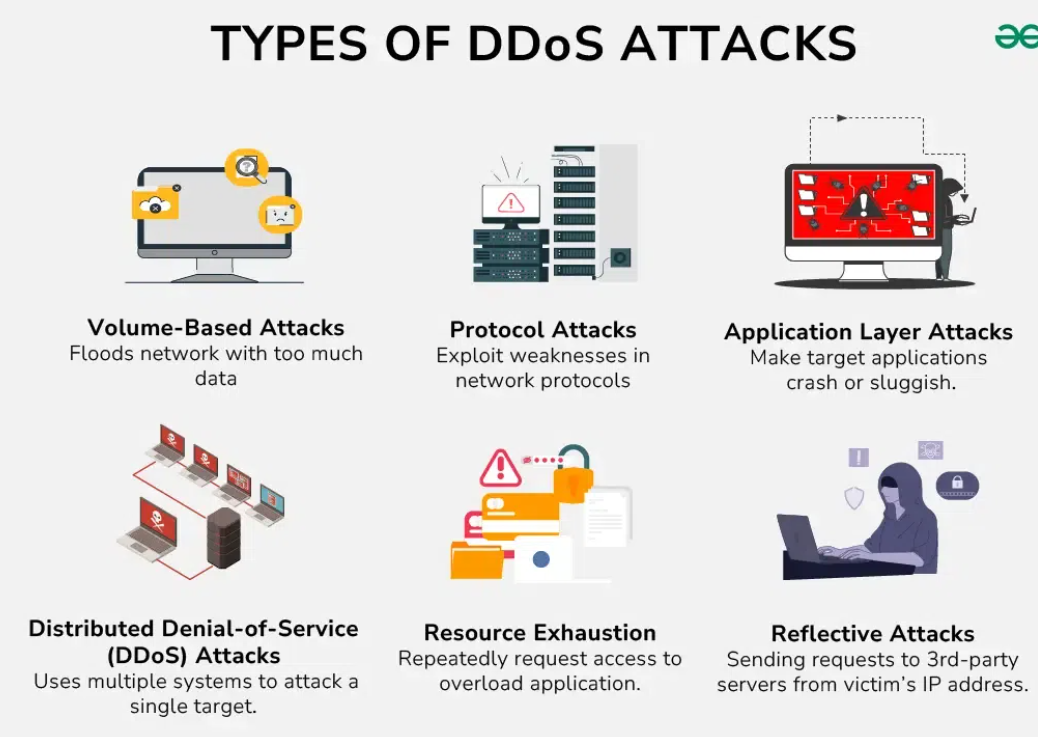 TYPES OF DDoS ATTACKS
Volume-Based Attacks
Floods network with too much
data
Protocol Attacks
Exploit weaknesses in
network protocols
Application Layer Attacks
Make target applications
crash or sluggish.
Distributed Denial-of-Service
(DDoS) Attacks
Uses multiple systems to attack a
single target.
Resource Exhaustion
Repeatedly request access to
overload application.
Reflective Attacks
Sending requests to 3rd-party
servers from victim's IP address.